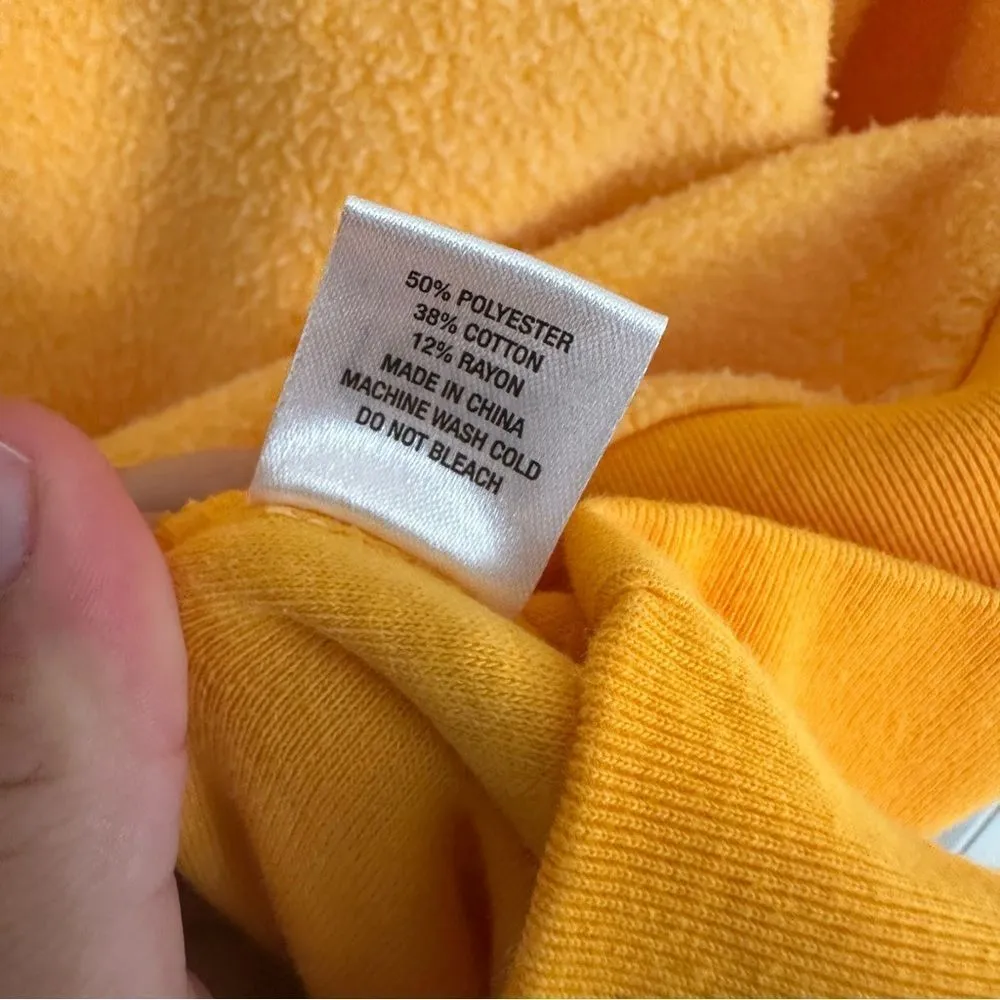 50% POLYESTER
38% COTTON
12% RAYON
MADE IN CHINA
MACHINE WASH COLD
DO NOT BLEACH